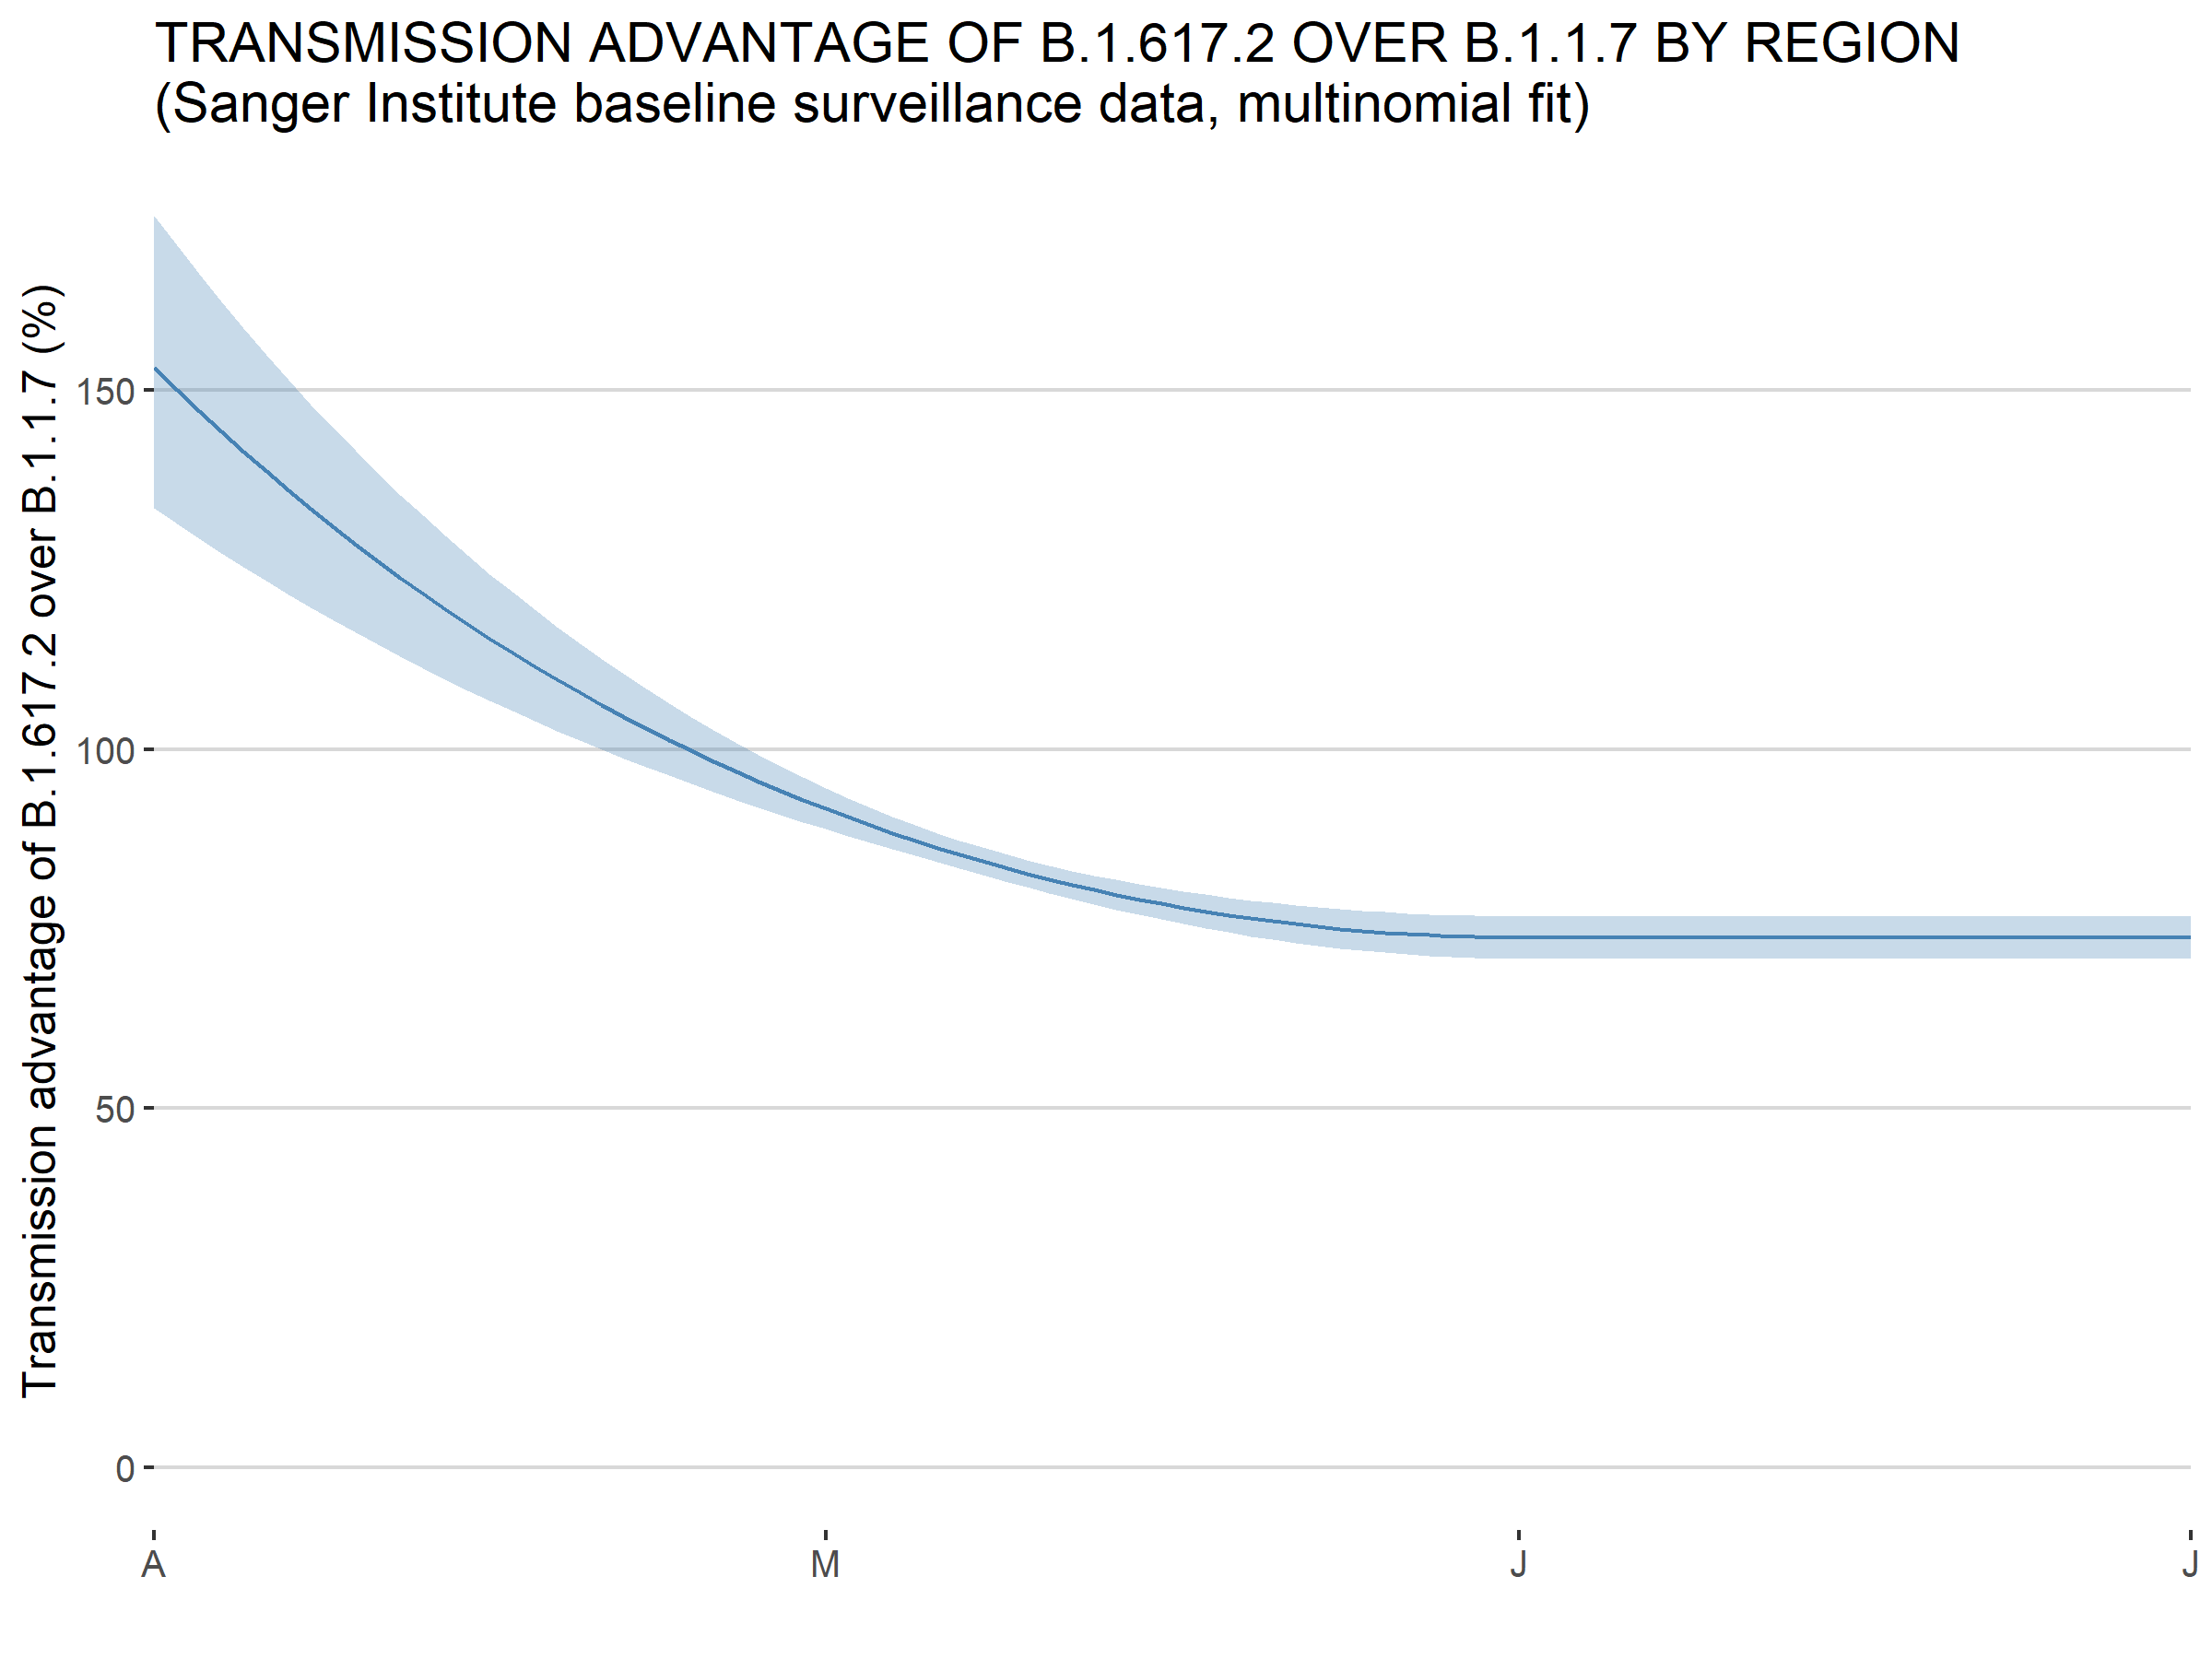 TRANSMISSION ADVANTAGE OF B.1.617.2 OVER B.1.1.7 BY REGION
(Sanger Institute baseline surveillance data, multinomial fit)
Transmission advantage of B.1.617.2 over B.1.1.7 (%)
150
100
50
0
A M J J